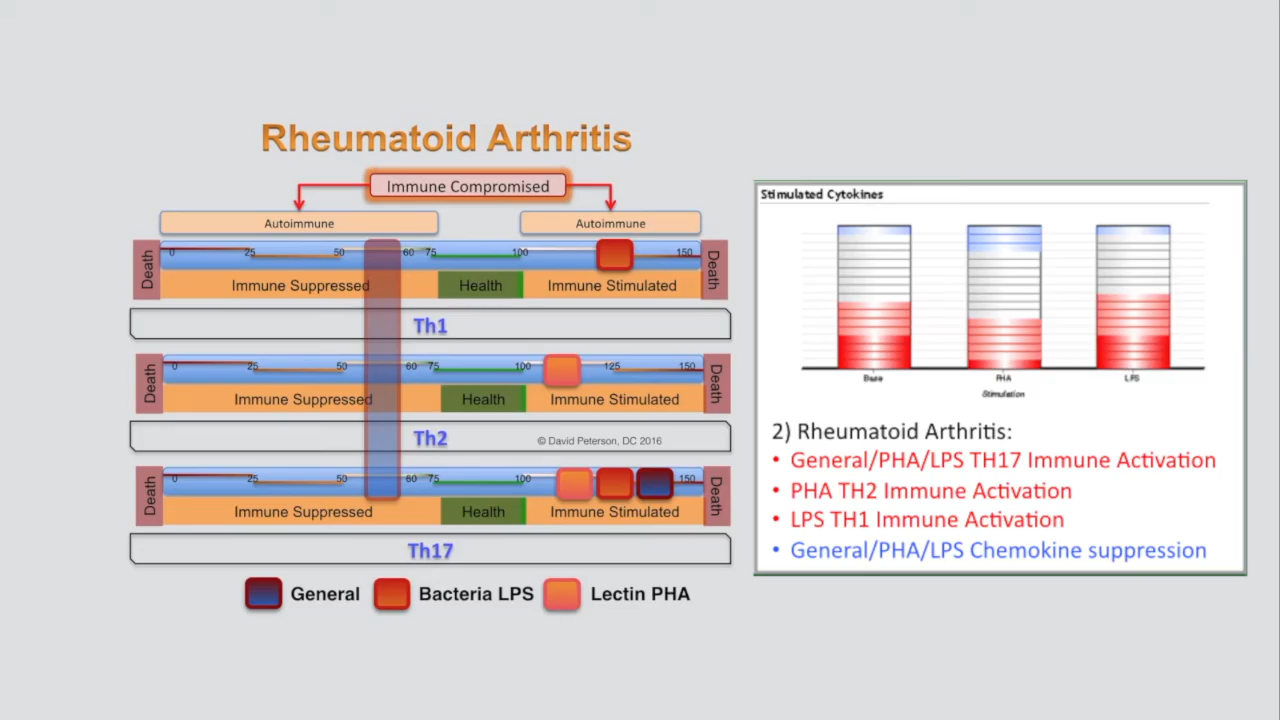 Rheumatoid Arthritis
Immune Compromised
Autoimmune
Autoimmune
Death
0 25 50 60 75 100 150
Death
Immune Suppressed
Health
Immune Stimulated
Th1
Death
0 25 50 60 75 100 125 150
Death
Immune Suppressed
Health
Immune Stimulated
Th2
© David Peterson, DC 2016
Death
0 25 50 60 75 100 150
Death
Immune Suppressed
Health
Immune Stimulated
Th17
General
Bacteria LPS
Lectin PHA
Stimulated Cytokines
Base PHA LPS
Stimulation
2) Rheumatoid Arthritis:
• General/PHA/LPS TH17 Immune Activation
• PHA TH2 Immune Activation
• LPS TH1 Immune Activation
• General/PHA/LPS Chemokine suppression